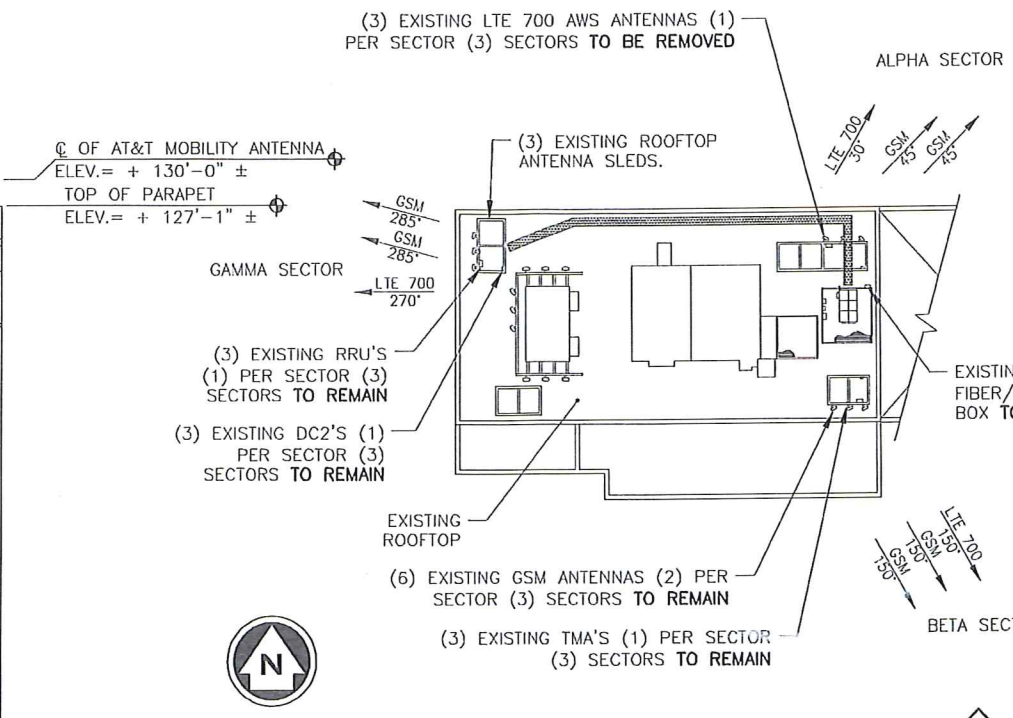 (3) EXISTING LTE 700 AWS ANTENNAS (1)
PER SECTOR (3) SECTORS TO BE REMOVED
ALPHA SECTOR
LTE 700
30°
GSM
45°
GSM
45°
℄ OF AT&T MOBILITY ANTENNA
ELEV.= + 130'-0" ±
TOP OF PARAPET
ELEV.= + 127'-1" ±
(3) EXISTING ROOFTOP
ANTENNA SLEDS.
GSM
285°
GSM
285°
GAMMA SECTOR
LTE 700
270°
(3) EXISTING RRU'S
(1) PER SECTOR (3)
SECTORS TO REMAIN
(3) EXISTING DC2'S (1)
PER SECTOR (3)
SECTORS TO REMAIN
EXISTIN
FIBER/
BOX TO
EXISTING
ROOFTOP
(6) EXISTING GSM ANTENNAS (2) PER
SECTOR (3) SECTORS TO REMAIN
(3) EXISTING TMA'S (1) PER SECTOR
(3) SECTORS TO REMAIN
LTE 700
150°
GSM
150°
GSM
150°
BETA SECT
N